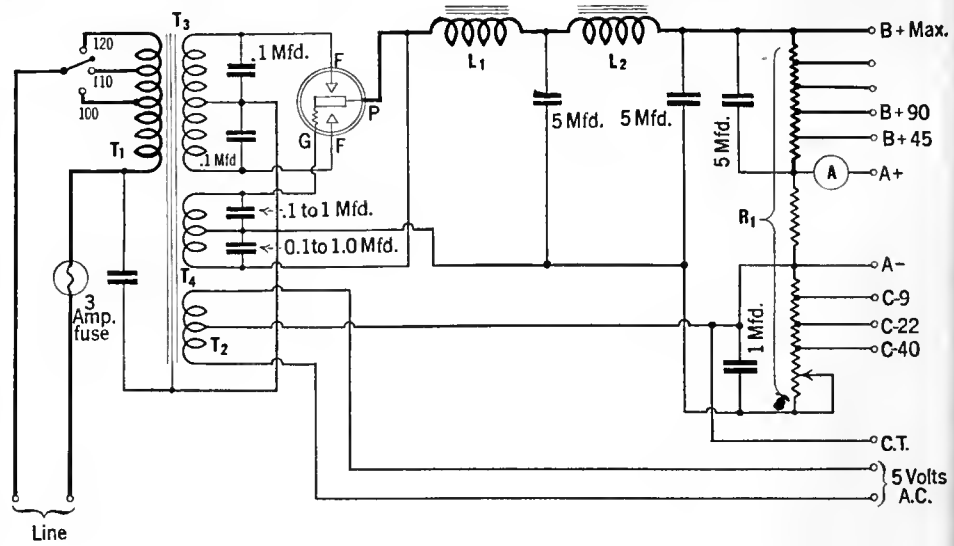 T3
120
110
100
T1
.1 Mfd.
.1 Mfd
F
P
G
F
L1
L2
5 Mfd.
5 Mfd.
5 Mfd.
B+ Max.
B+90
B+45
A
A+
R1
.1 to 1 Mfd.
0.1 to 1.0 Mfd.
T4
A-
C-9
C-22
C-40
3
Amp.
fuse
T2
1 Mfd.
C.T.
5 Volts
A.C.
Line